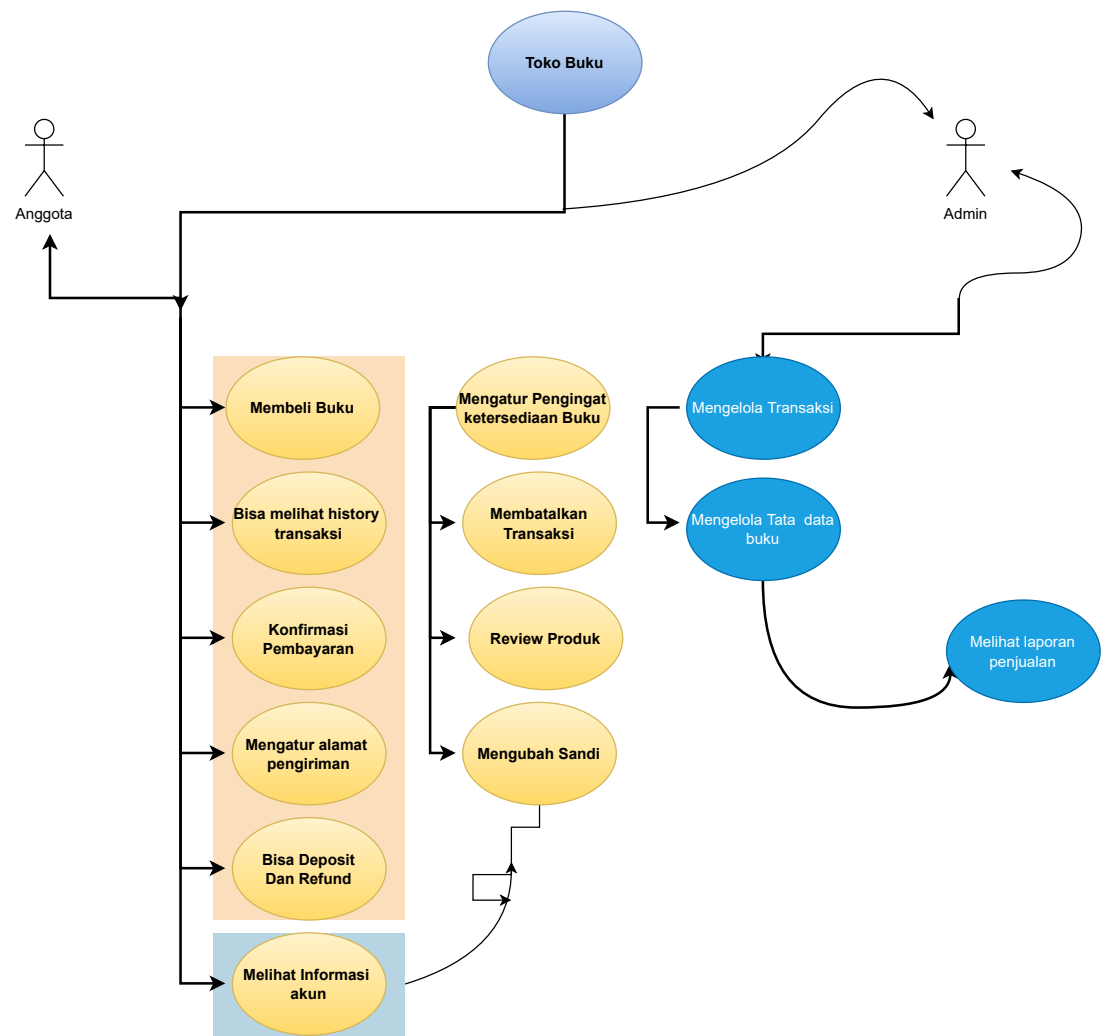 Toko Buku
Anggota
Admin
Membeli Buku
Mengatur Pengingat
ketersediaan Buku
Mengelola Transaksi
Bisa melihat history
transaksi
Membatalkan
Transaksi
Mengelola Tata data
buku
Konfirmasi
Pembayaran
Review Produk
Melihat laporan
penjualan
Mengatur alamat
pengiriman
Mengubah Sandi
Bisa Deposit
Dan Refund
Melihat Informasi
akun